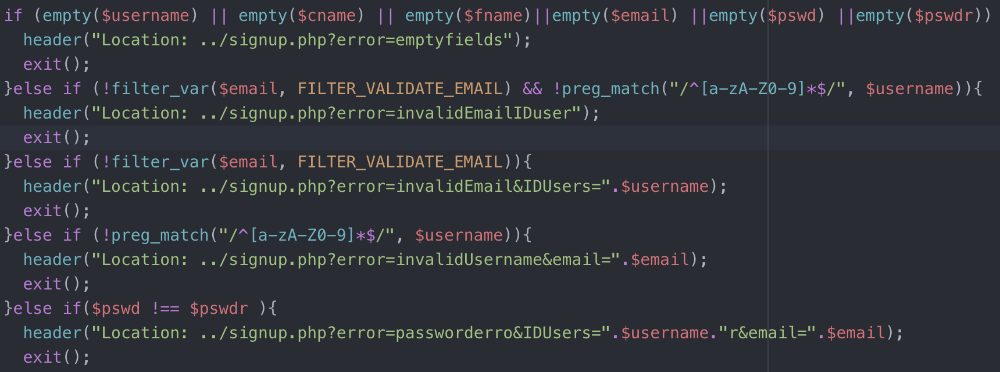 if (empty($username) || empty($cname) || empty($fname)||empty($email) ||empty($pswd) ||empty($pswdr))
header("Location: ../signup.php?error=emptyfields");
exit();
}else if (!filter_var($email, FILTER_VALIDATE_EMAIL) && !preg_match("/^[a-zA-Z0-9]*$/", $username)){
header("Location: ../signup.php?error=invalidEmailIDuser");
exit();
}else if (!filter_var($email, FILTER_VALIDATE_EMAIL)){
header("Location: ../signup.php?error=invalidEmail&IDUsers=".$username);
exit();
}else if (!preg_match("/^[a-zA-Z0-9]*$/", $username)){
header("Location: ../signup.php?error=invalidUsername&email=".$email);
exit();
}else if($pswd !== $pswdr ){
header("Location: ../signup.php?error=passworderro&IDUsers=".$username."r&email=".$email);
exit();